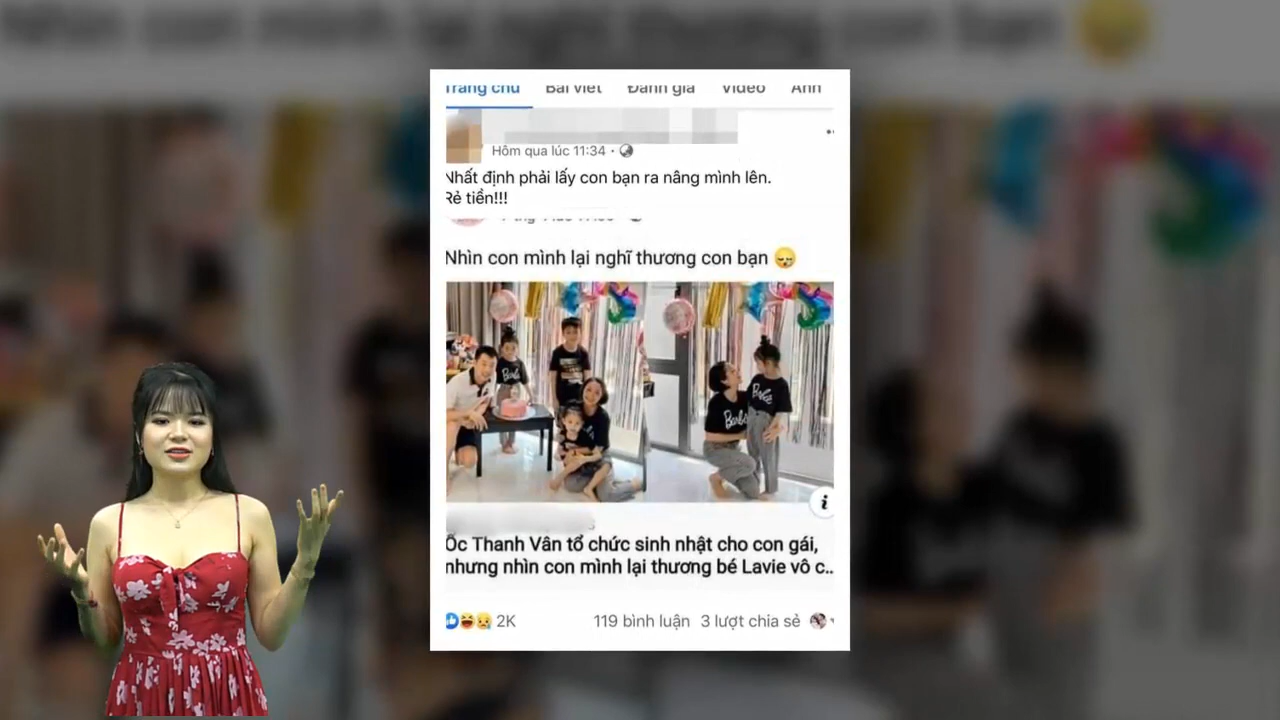 Trang chủ Bài viết Đánh giá Video Ảnh
Hôm qua lúc 11:34 ·
Nhất định phải lấy con bạn ra nâng mình lên.
Rẻ tiền!!!
Nhìn con mình lại nghĩ thương con bạn
Barbie
Barbie
Ốc Thanh Vân tổ chức sinh nhật cho con gái,
nhưng nhìn con mình lại thương bé Lavie vô c..
2K 119 bình luận 3 lượt chia sẻ